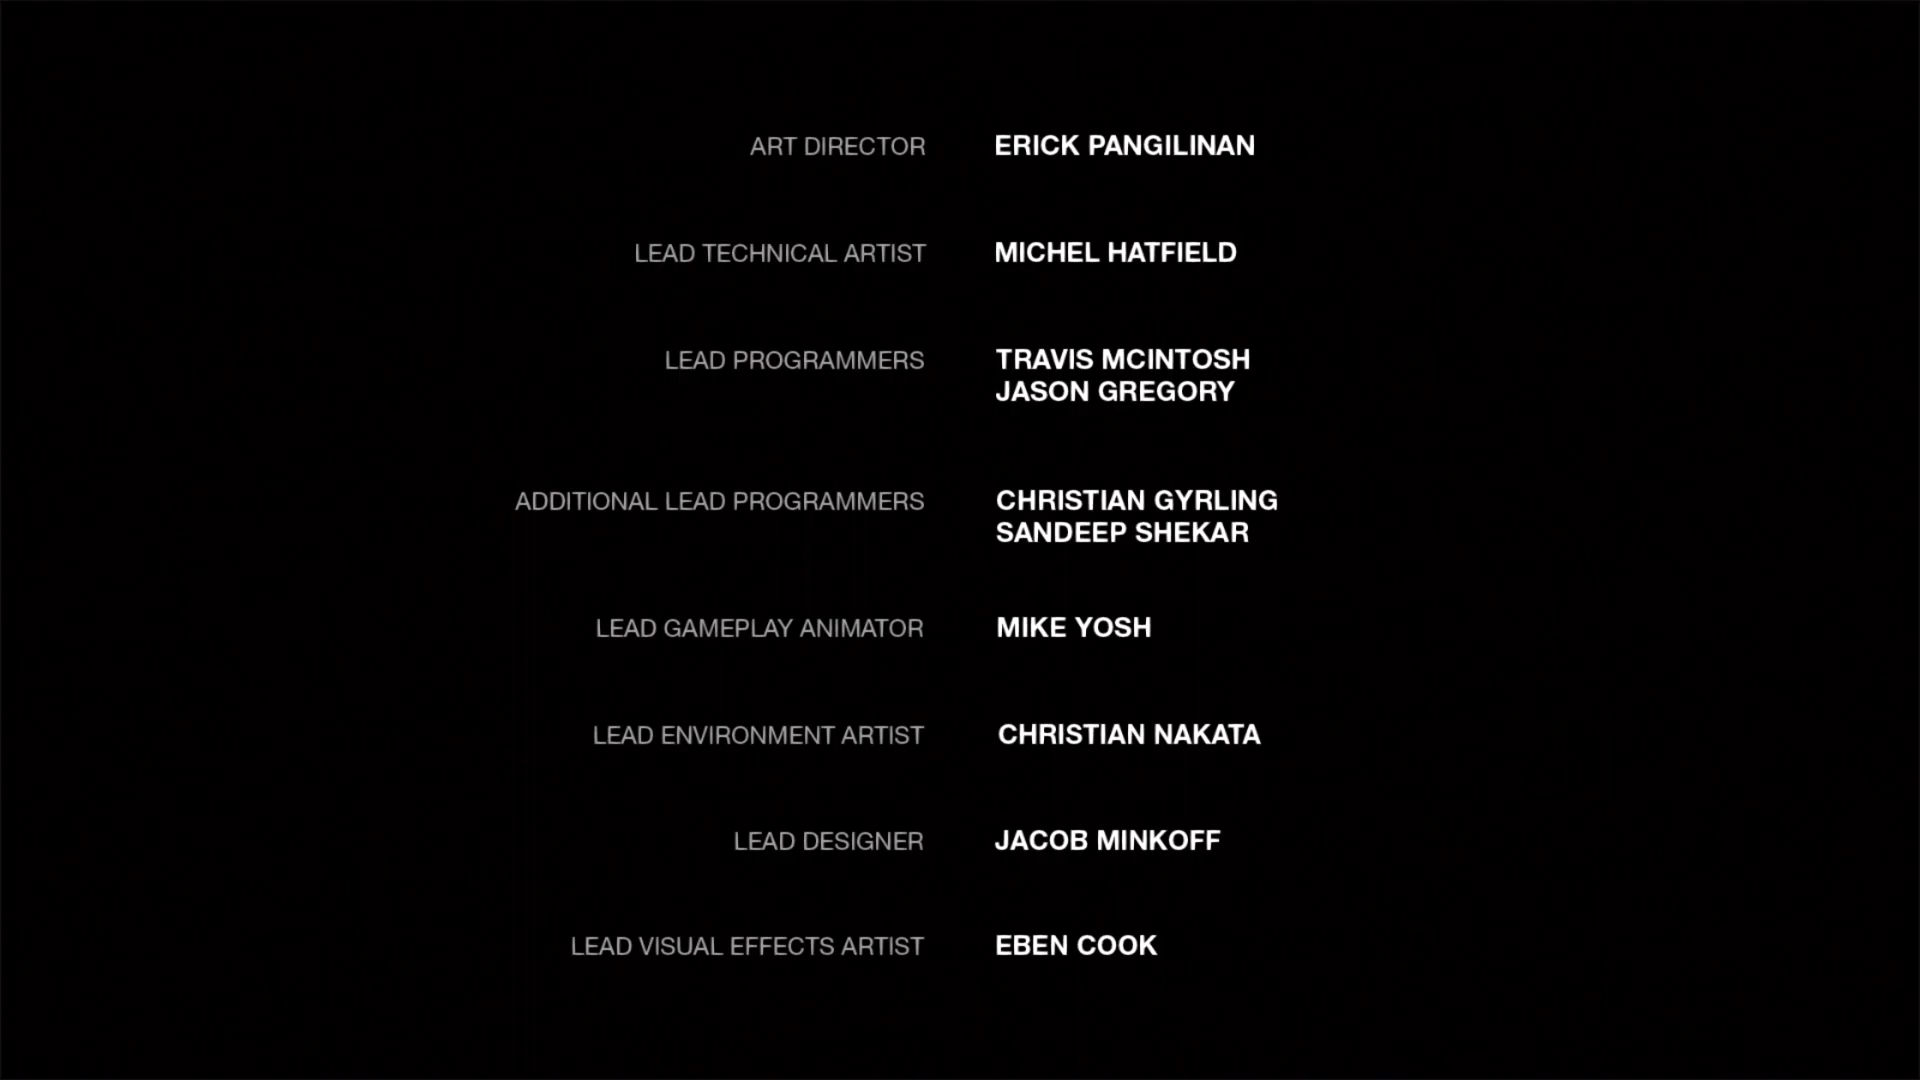 ART DIRECTOR ERICK PANGILINAN
LEAD TECHNICAL ARTIST MICHEL HATFIELD
LEAD PROGRAMMERS TRAVIS MCINTOSH
JASON GREGORY
ADDITIONAL LEAD PROGRAMMERS CHRISTIAN GYRLING
SANDEEP SHEKAR
LEAD GAMEPLAY ANIMATOR MIKE YOSH
LEAD ENVIRONMENT ARTIST CHRISTIAN NAKATA
LEAD DESIGNER JACOB MINKOFF
LEAD VISUAL EFFECTS ARTIST EBEN COOK